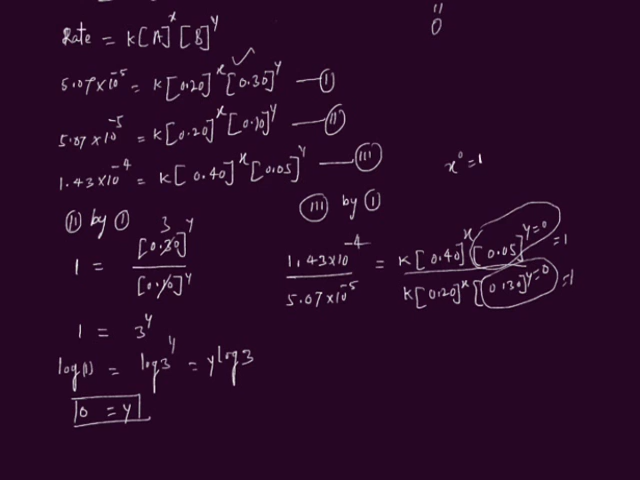 0
Rate = K[A]^x [B]^y
5.07×10^-5 = K[0.20]^x [0.30]^y — I
5.07×10^-5 = K[0.20]^x [0.10]^y — II
1.43×10^-4 = K[0.40]^x [0.05]^y — III
x^0 = 1
II by I
III by I
1 = [0.30]^y / [0.10]^y
3
1.43×10^-4 / 5.07×10^-5 = K[0.40]^x [0.05]^y=0 / K[0.20]^x [0.30]^y=0
=1
=1
1 = 3^y
log(1) = log3^y = y log3
0 = y